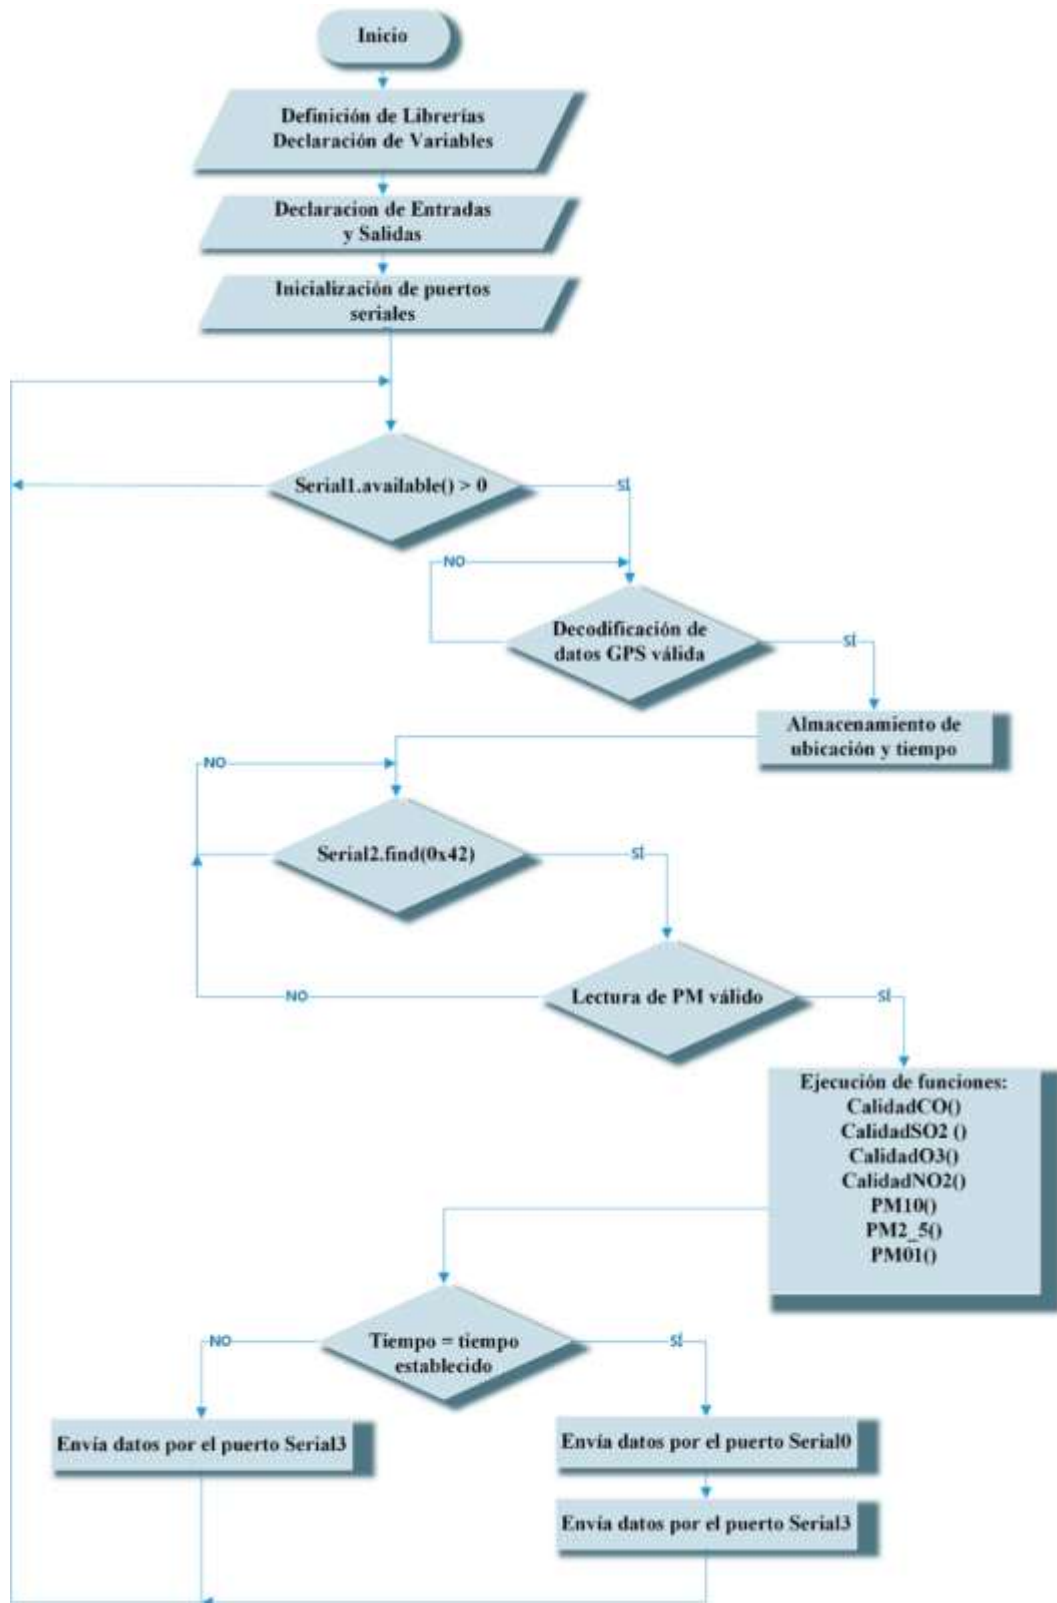 Inicio
Definición de Librerías
Declaración de Variables
Declaracion de Entradas
y Salidas
Inicialización de puertos
seriales
Serial1.available() > 0
SÍ
NO
Decodificación de
datos GPS válida
SÍ
Almacenamiento de
ubicación y tiempo
NO
Serial2.find(0x42)
SÍ
Lectura de PM válido
NO
SÍ
Ejecución de funciones:
CalidadCO()
CalidadSO2 ()
CalidadO3()
CalidadNO2()
PM10()
PM2_5()
PM01()
Tiempo = tiempo
establecido
NO
SÍ
Envía datos por el puerto Serial3
Envía datos por el puerto Serial0
Envía datos por el puerto Serial3